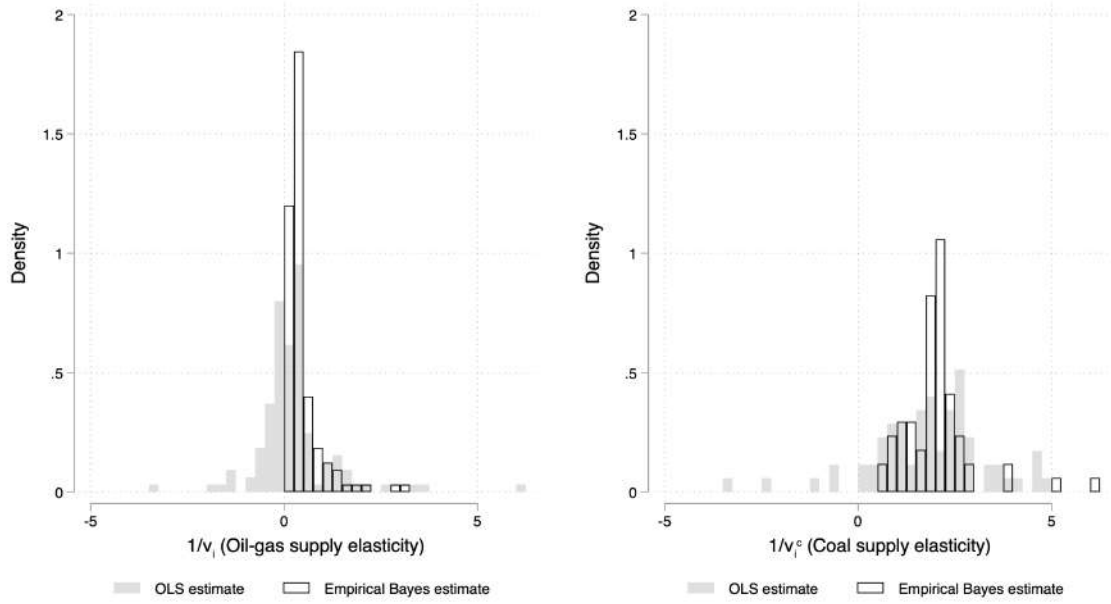 2
1.5
1
.5
0
Density
-5
0
5
1/v i (Oil-gas supply elasticity)
OLS estimate
Empirical Bayes estimate
2
1.5
1
.5
0
Density
-5
0
5
1/v i c (Coal supply elasticity)
OLS estimate
Empirical Bayes estimate